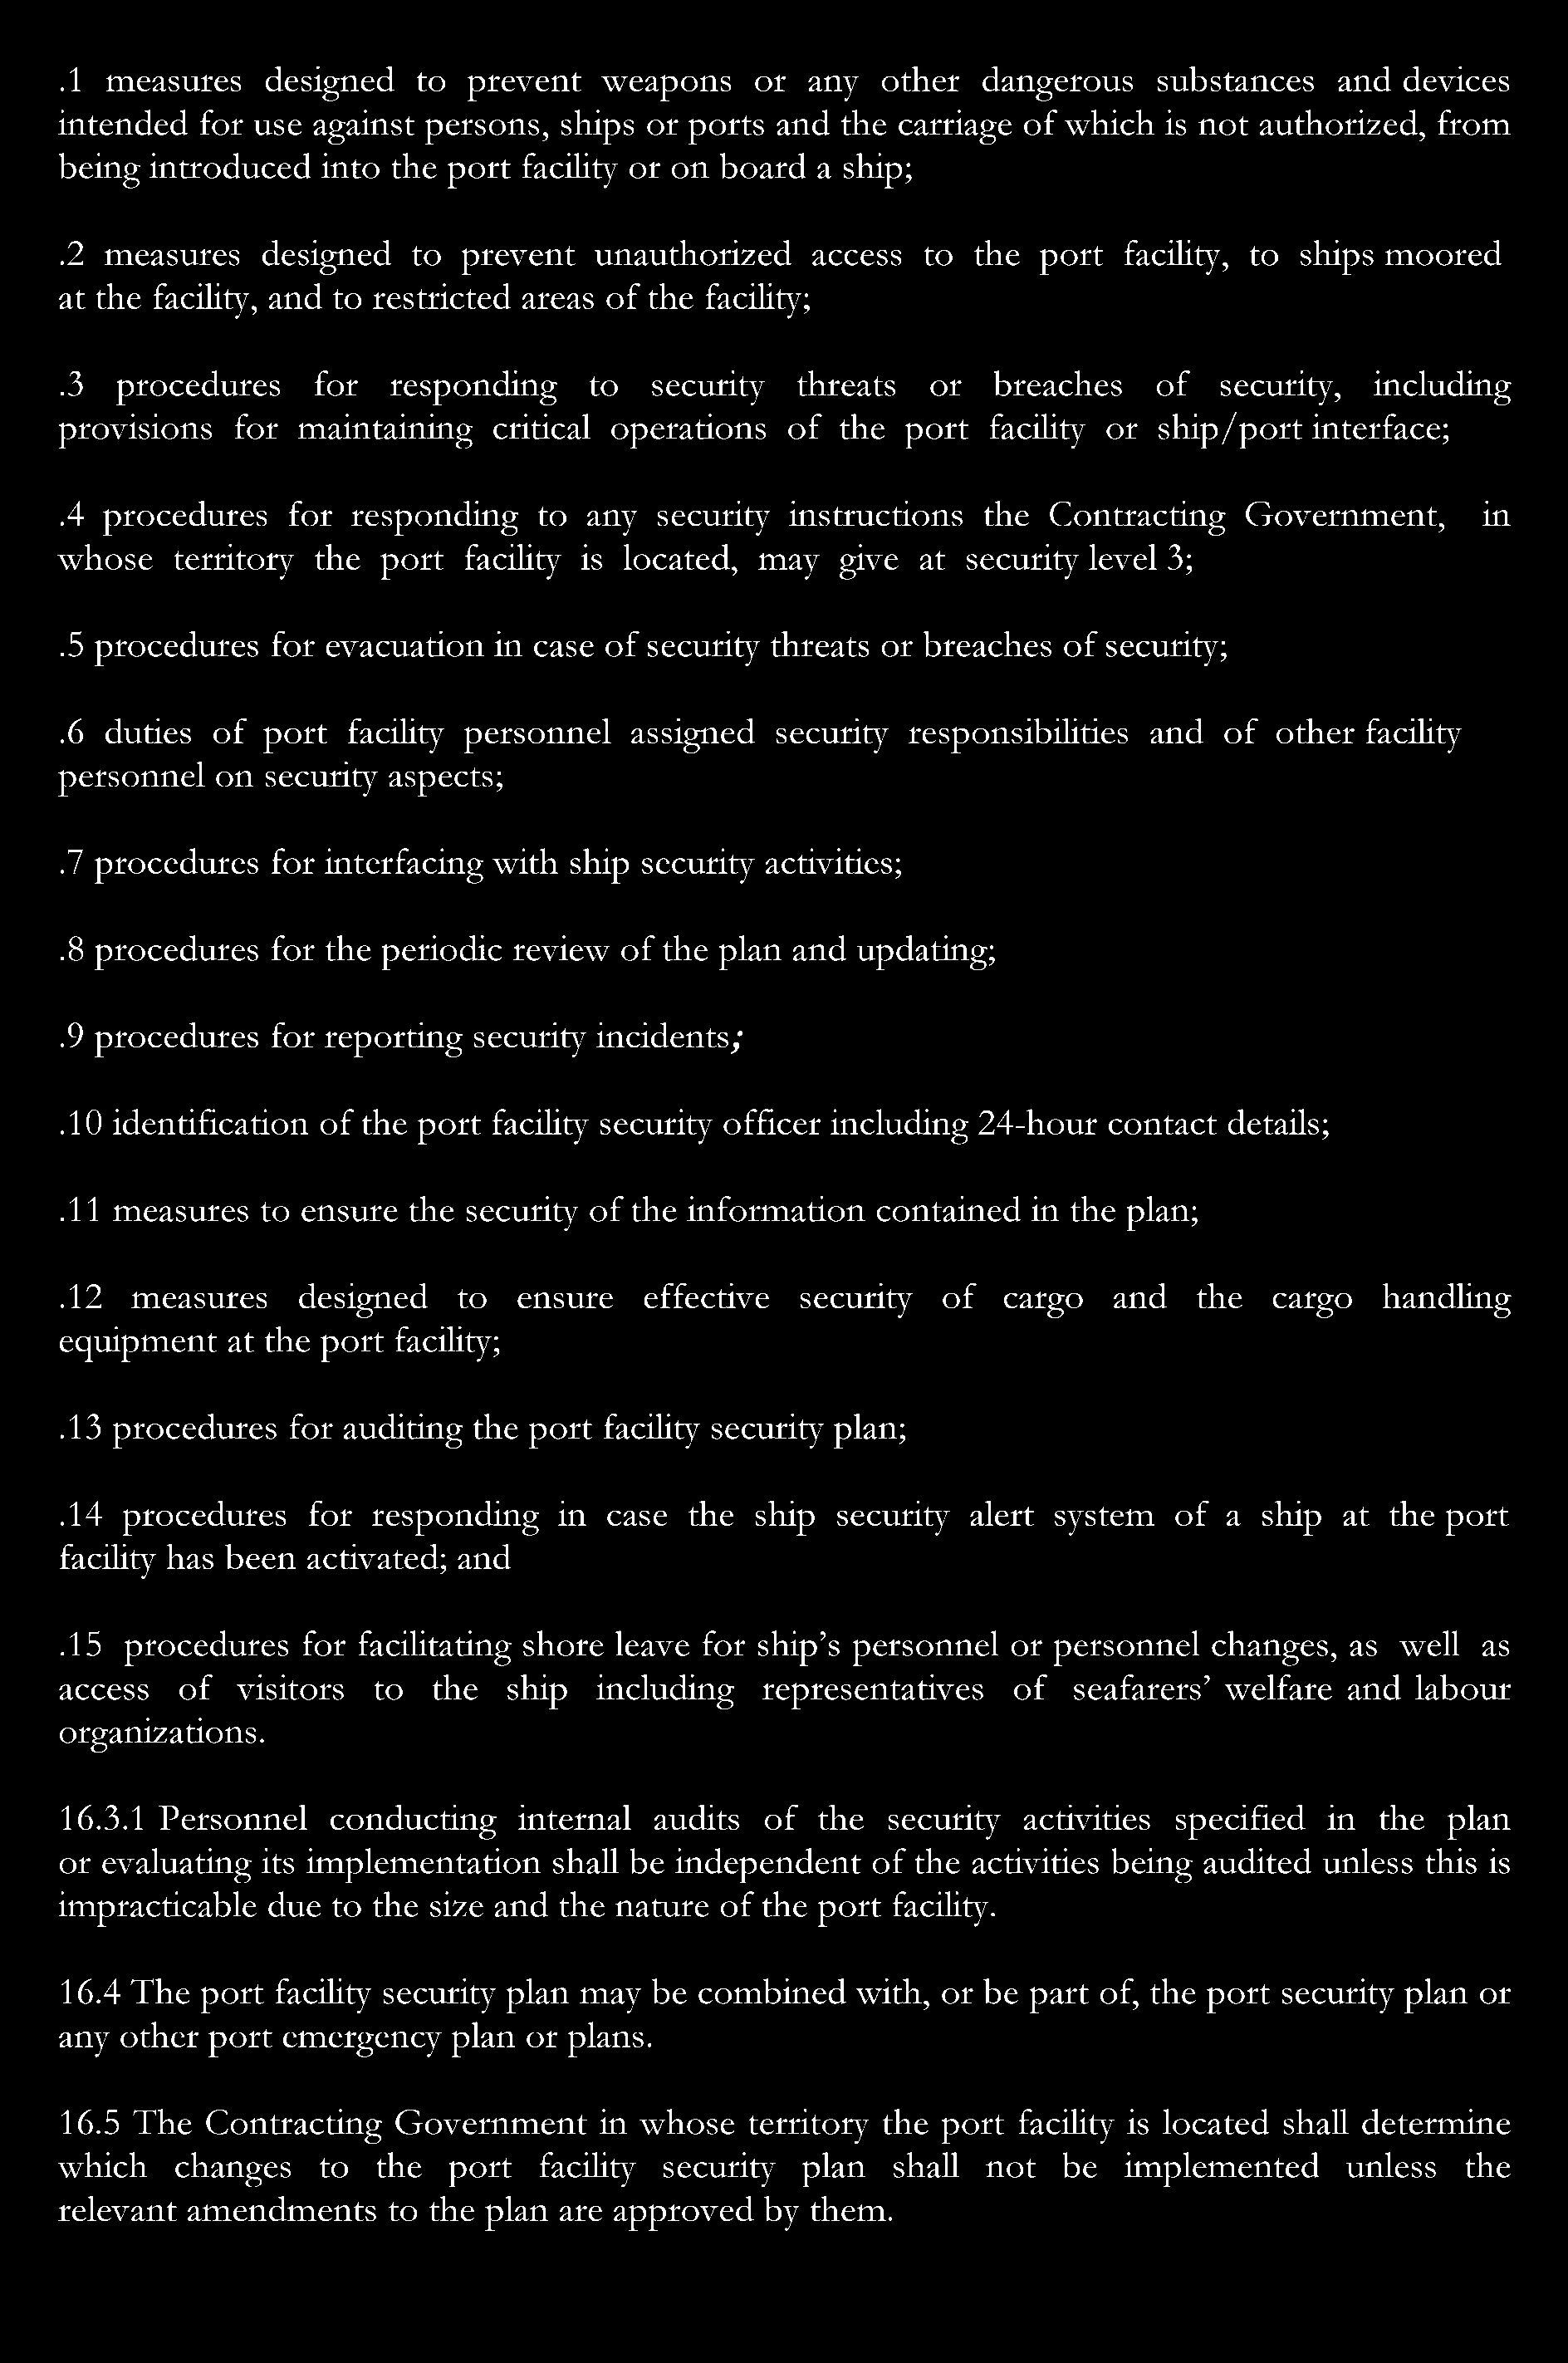 .1 measures designed to prevent weapons or any other dangerous substances and devices
intended for use against persons, ships or ports and the carriage of which is not authorized, from
being introduced into the port facility or on board a ship;
.2 measures designed to prevent unauthorized access to the port facility, to ships moored
at the facility, and to restricted areas of the facility;
.3 procedures for responding to security threats or breaches of security, including
provisions for maintaining critical operations of the port facility or ship/port interface;
.4 procedures for responding to any security instructions the Contracting Government, in
whose territory the port facility is located, may give at security level 3;
.5 procedures for evacuation in case of security threats or breaches of security;
.6 duties of port facility personnel assigned security responsibilities and of other facility
personnel on security aspects;
.7 procedures for interfacing with ship security activities;
.8 procedures for the periodic review of the plan and updating;
.9 procedures for reporting security incidents;
.10 identification of the port facility security officer including 24-hour contact details;
.11 measures to ensure the security of the information contained in the plan;
.12 measures designed to ensure effective security of cargo and the cargo handling
equipment at the port facility;
.13 procedures for auditing the port facility security plan;
.14 procedures for responding in case the ship security alert system of a ship at the port
facility has been activated; and
.15 procedures for facilitating shore leave for ship’s personnel or personnel changes, as well as
access of visitors to the ship including representatives of seafarers’ welfare and labour
organizations.
16.3.1 Personnel conducting internal audits of the security activities specified in the plan
or evaluating its implementation shall be independent of the activities being audited unless this is
impracticable due to the size and the nature of the port facility.
16.4 The port facility security plan may be combined with, or be part of, the port security plan or
any other port emergency plan or plans.
16.5 The Contracting Government in whose territory the port facility is located shall determine
which changes to the port facility security plan shall not be implemented unless the
relevant amendments to the plan are approved by them.